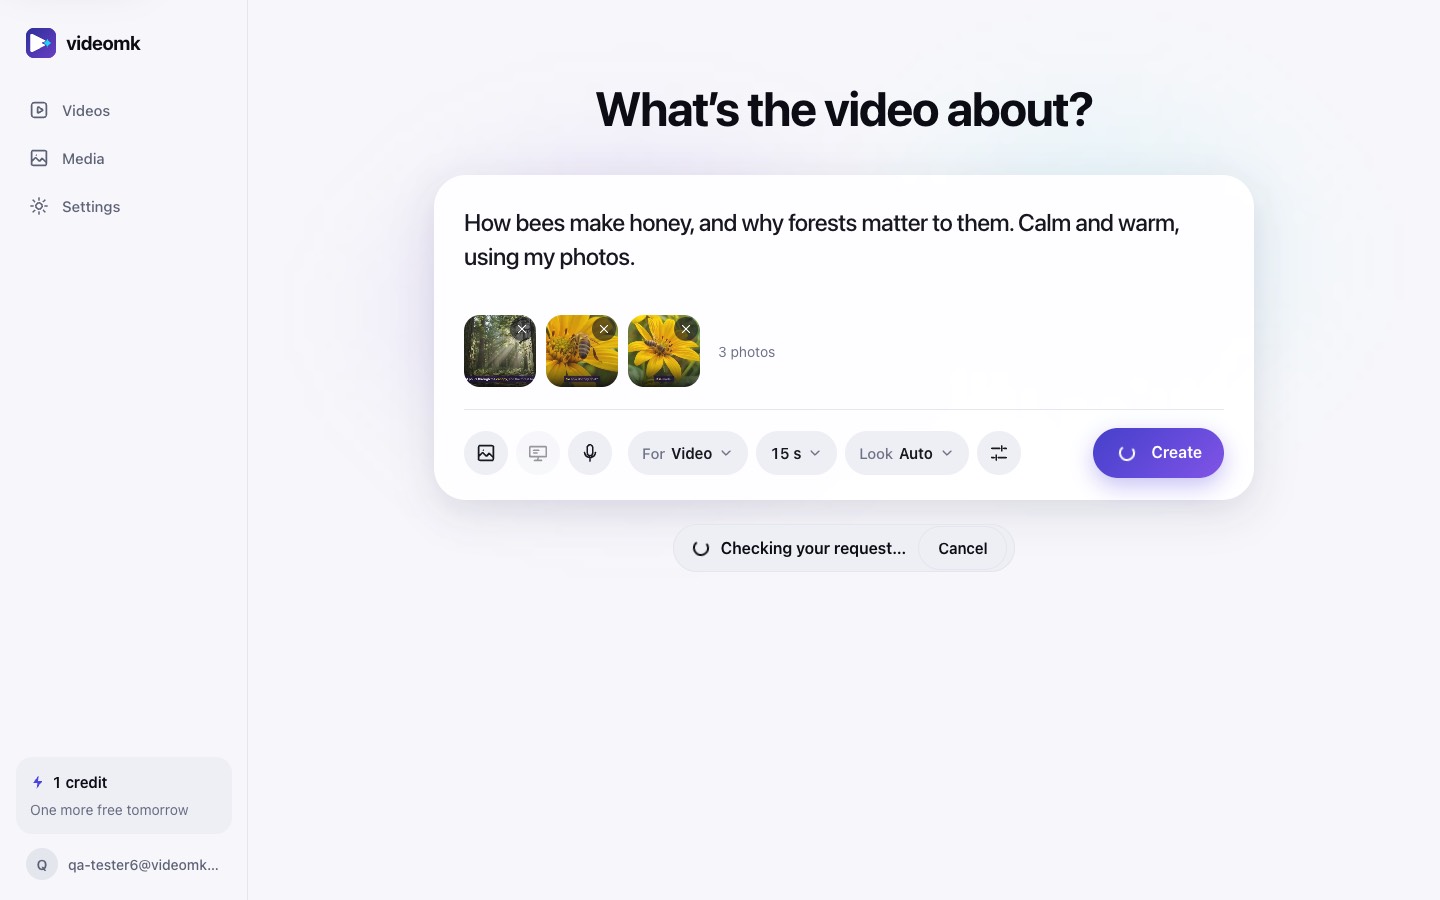 videomk
Videos
Media
Settings
What's the video about?
How bees make honey, and why forests matter to them. Calm and warm,
using my photos.
3 photos
For Video
15 s
Look Auto
Create
Checking your request...
Cancel
1 credit
One more free tomorrow
Q
qa-tester6@videomk...